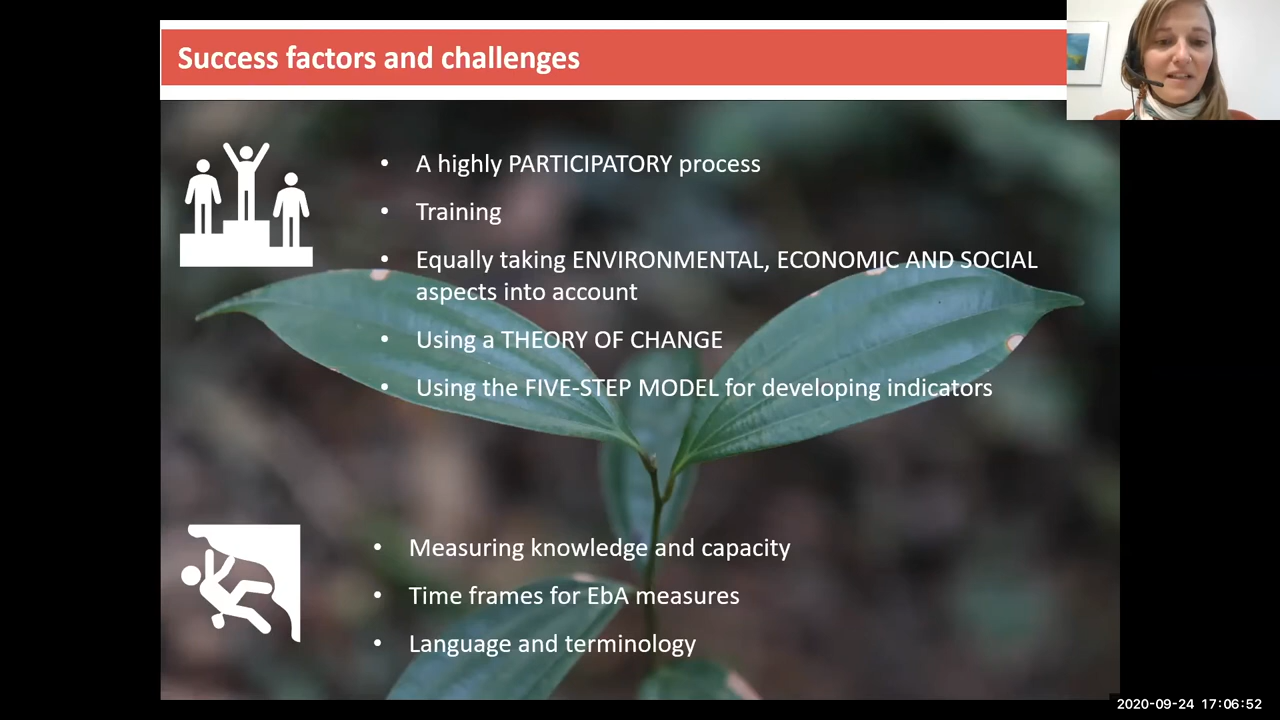 Success factors and challenges
• A highly PARTICIPATORY process
• Training
• Equally taking ENVIRONMENTAL, ECONOMIC AND SOCIAL
aspects into account
• Using a THEORY OF CHANGE
• Using the FIVE-STEP MODEL for developing indicators
• Measuring knowledge and capacity
• Time frames for EbA measures
• Language and terminology
2020-09-24 17:06:52